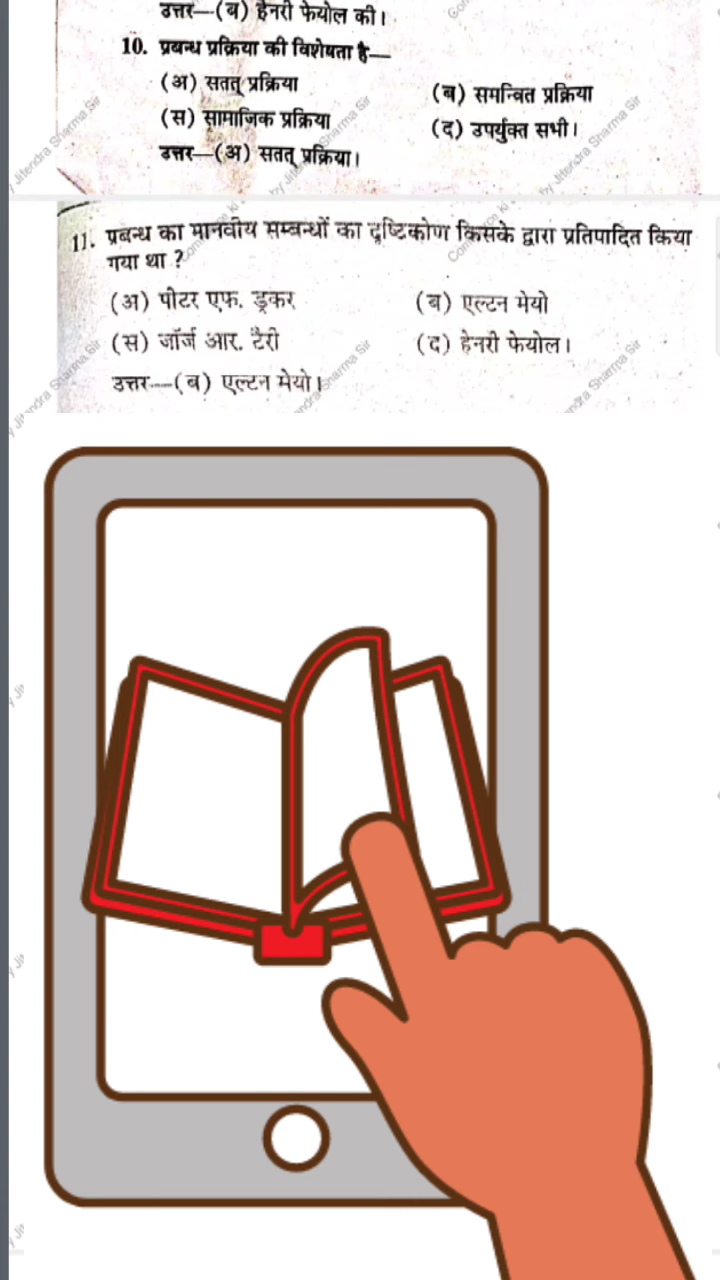 उत्तर—(ब) हेनरी फेयोल की।
10. प्रबन्ध प्रक्रिया की विशेषता है—
(अ) सतत् प्रक्रिया (ब) समन्वित प्रक्रिया
(स) सामाजिक प्रक्रिया (द) उपर्युक्त सभी।
उत्तर—(अ) सतत् प्रक्रिया।
11. प्रबन्ध का मानवीय सम्बन्धों का दृष्टिकोण किसके द्वारा प्रतिपादित किया
गया था ?
(अ) पीटर एफ. ड्रकर (ब) एल्टन मेयो
(स) जॉर्ज आर. टैरी (द) हेनरी फेयोल।
उत्तर—(ब) एल्टन मेयो।